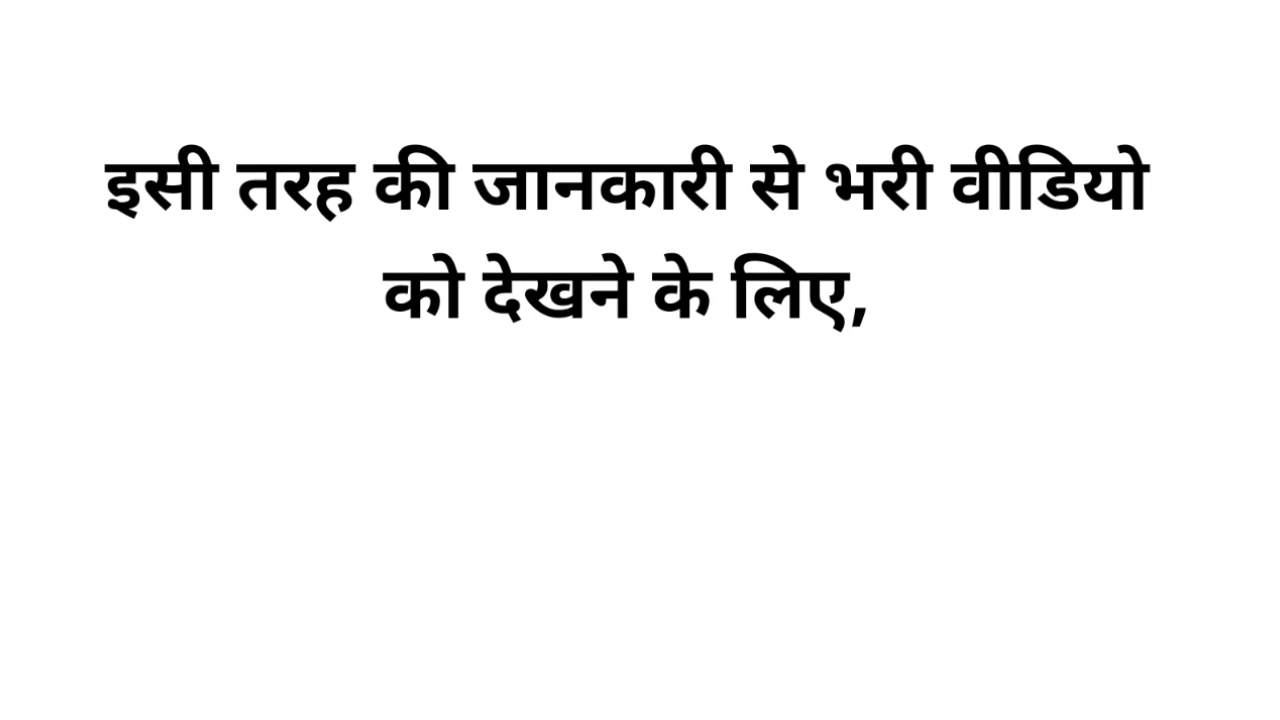 इसी तरह की जानकारी से भरी वीडियो
को देखने के लिए,